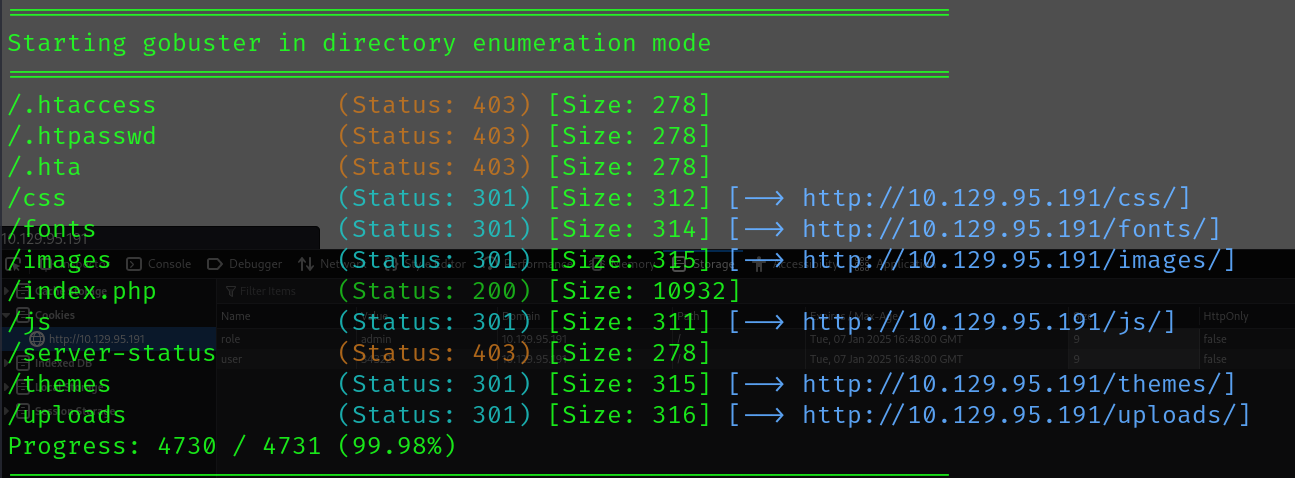 Starting gobuster in directory enumeration mode
/.htaccess (Status: 403) [Size: 278]
/.htpasswd (Status: 403) [Size: 278]
/.hta (Status: 403) [Size: 278]
/css (Status: 301) [Size: 312] [--> http://10.129.95.191/css/]
/fonts (Status: 301) [Size: 314] [--> http://10.129.95.191/fonts/]
10.129.95.191
/images (Status: 301) [Size: 315] [--> http://10.129.95.191/images/]
Console Debugger Storage
/index.php (Status: 200) [Size: 10932]
Filter Items
Cookies Name Domain HttpOnly
/js (Status: 301) [Size: 311] [--> http://10.129.95.191/js/]
http://10.129.95.191 role admin 10.129.95.191 Tue, 07 Jan 2025 16:48:00 GMT 9 false
/server-status (Status: 403) [Size: 278]
user Tue, 07 Jan 2025 16:48:00 GMT 9 false
Indexed DB
/themes (Status: 301) [Size: 315] [--> http://10.129.95.191/themes/]
/uploads (Status: 301) [Size: 316] [--> http://10.129.95.191/uploads/]
Progress: 4730 / 4731 (99.98%)